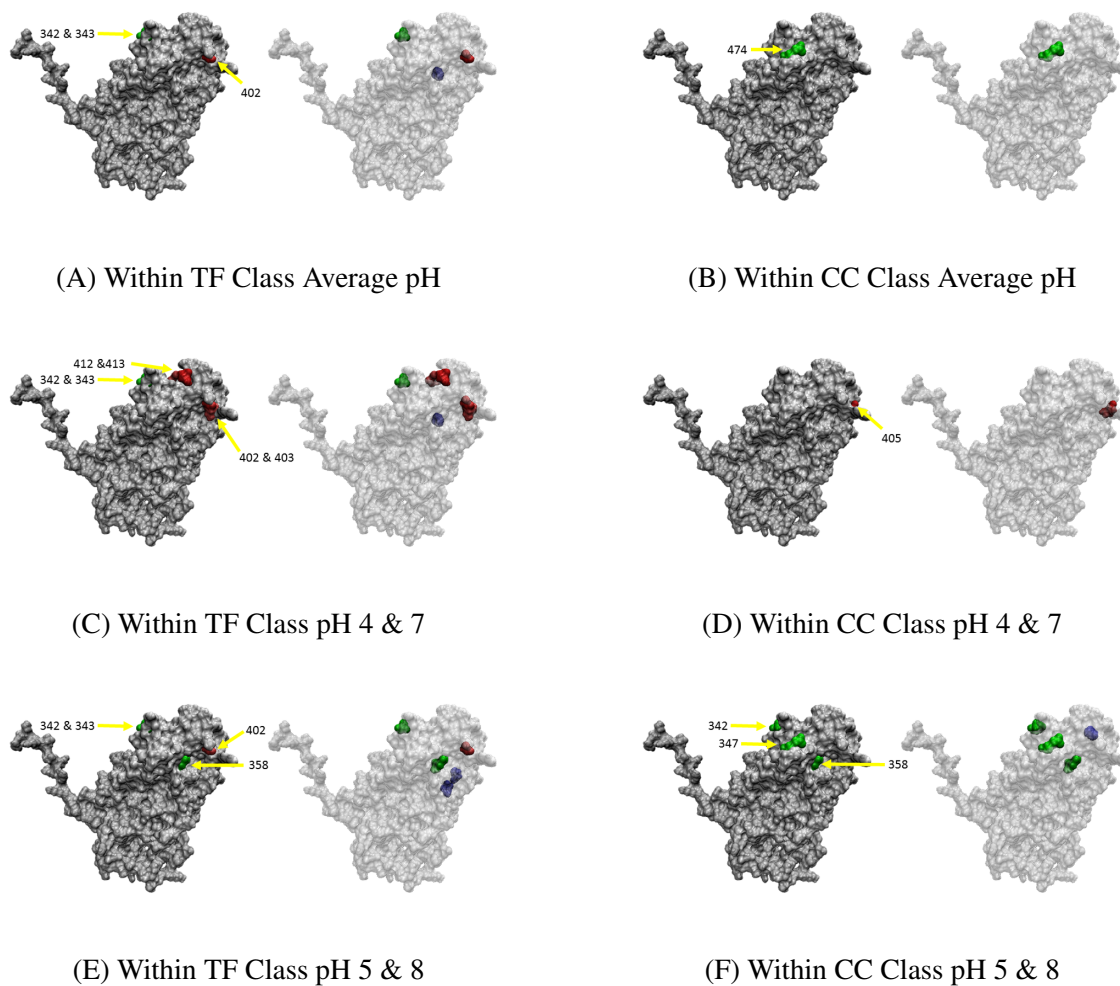 342 & 343
402
474
(A) Within TF Class Average pH
(B) Within CC Class Average pH
412 &413
342 & 343
402 & 403
405
(C) Within TF Class pH 4 & 7
(D) Within CC Class pH 4 & 7
342 & 343
402
358
342
347
358
(E) Within TF Class pH 5 & 8
(F) Within CC Class pH 5 & 8